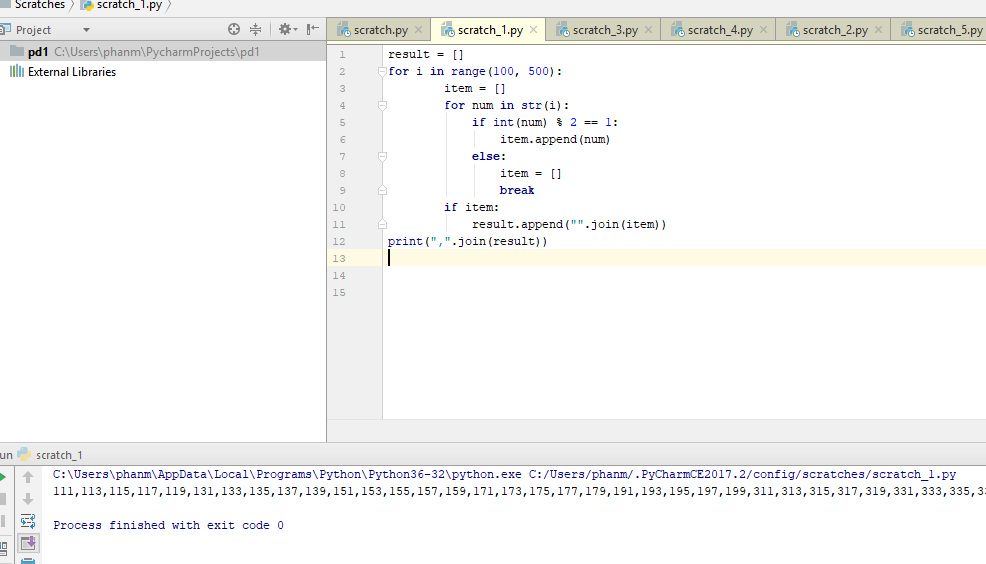 Scratches scratch_1.py
Project
scratch.py scratch_1.py scratch_3.py scratch_4.py scratch_2.py scratch_5.py
pd1 C:\Users\phanm\PycharmProjects\pd1
External Libraries
1 result = []
2 for i in range(100, 500):
3 item = []
4 for num in str(i):
5 if int(num) % 2 == 1:
6 item.append(num)
7 else:
8 item = []
9 break
10 if item:
11 result.append("".join(item))
12 print(",".join(result))
13
14
15
un scratch_1
C:\Users\phanm\AppData\Local\Programs\Python\Python36-32\python.exe C:/Users/phanm/.PyCharmCE2017.2/config/scratches/scratch_1.py
111,113,115,117,119,131,133,135,137,139,151,153,155,157,159,171,173,175,177,179,191,193,195,197,199,311,313,315,317,319,331,333,335,3
Process finished with exit code 0